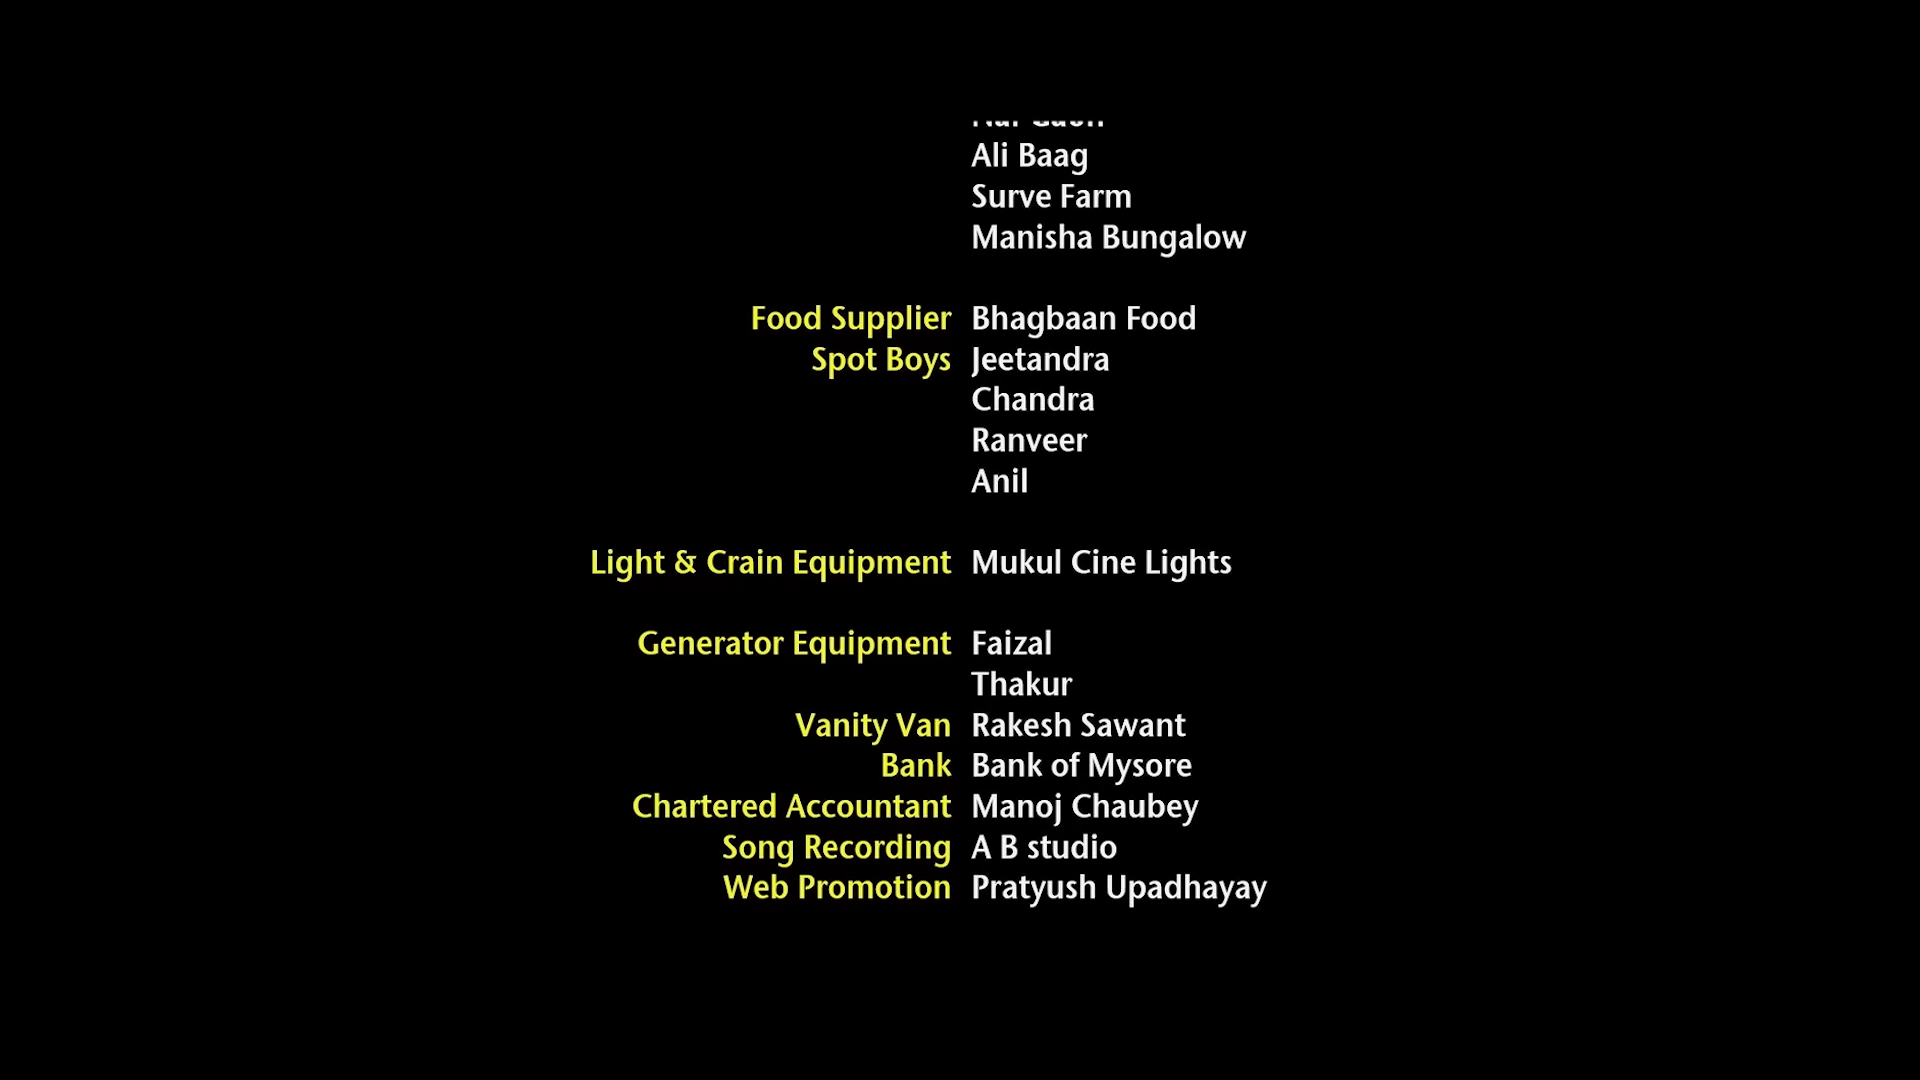 Ali Baag
Surve Farm
Manisha Bungalow
Food Supplier Bhagbaan Food
Spot Boys Jeetandra
Chandra
Ranveer
Anil
Light & Crain Equipment Mukul Cine Lights
Generator Equipment Faizal
Thakur
Vanity Van Rakesh Sawant
Bank Bank of Mysore
Chartered Accountant Manoj Chaubey
Song Recording A B studio
Web Promotion Pratyush Upadhayay